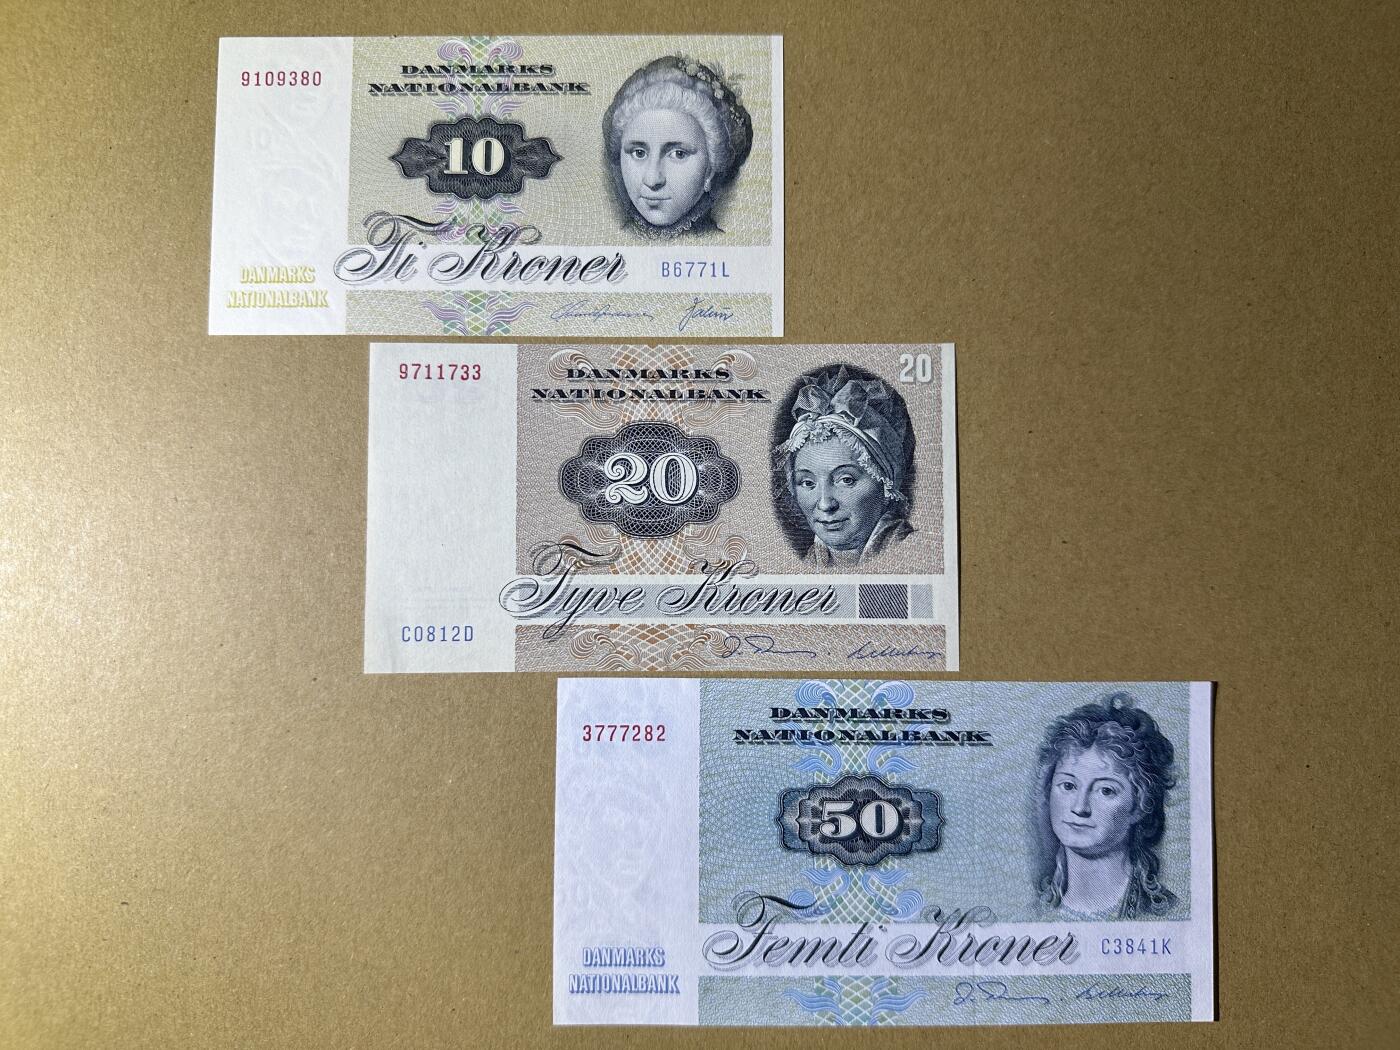 9109380
DANMARKS
NATIONALBANK
10
Ti Kroner
B6771L
DANMARKS
NATIONALBANK
9711733
DANMARKS
NATIONALBANK
20
20
Tyve Kroner
C0812D
3777282
DANMARKS
NATIONALBANK
50
Femti Kroner
C3841K
DANMARKS
NATIONALBANK